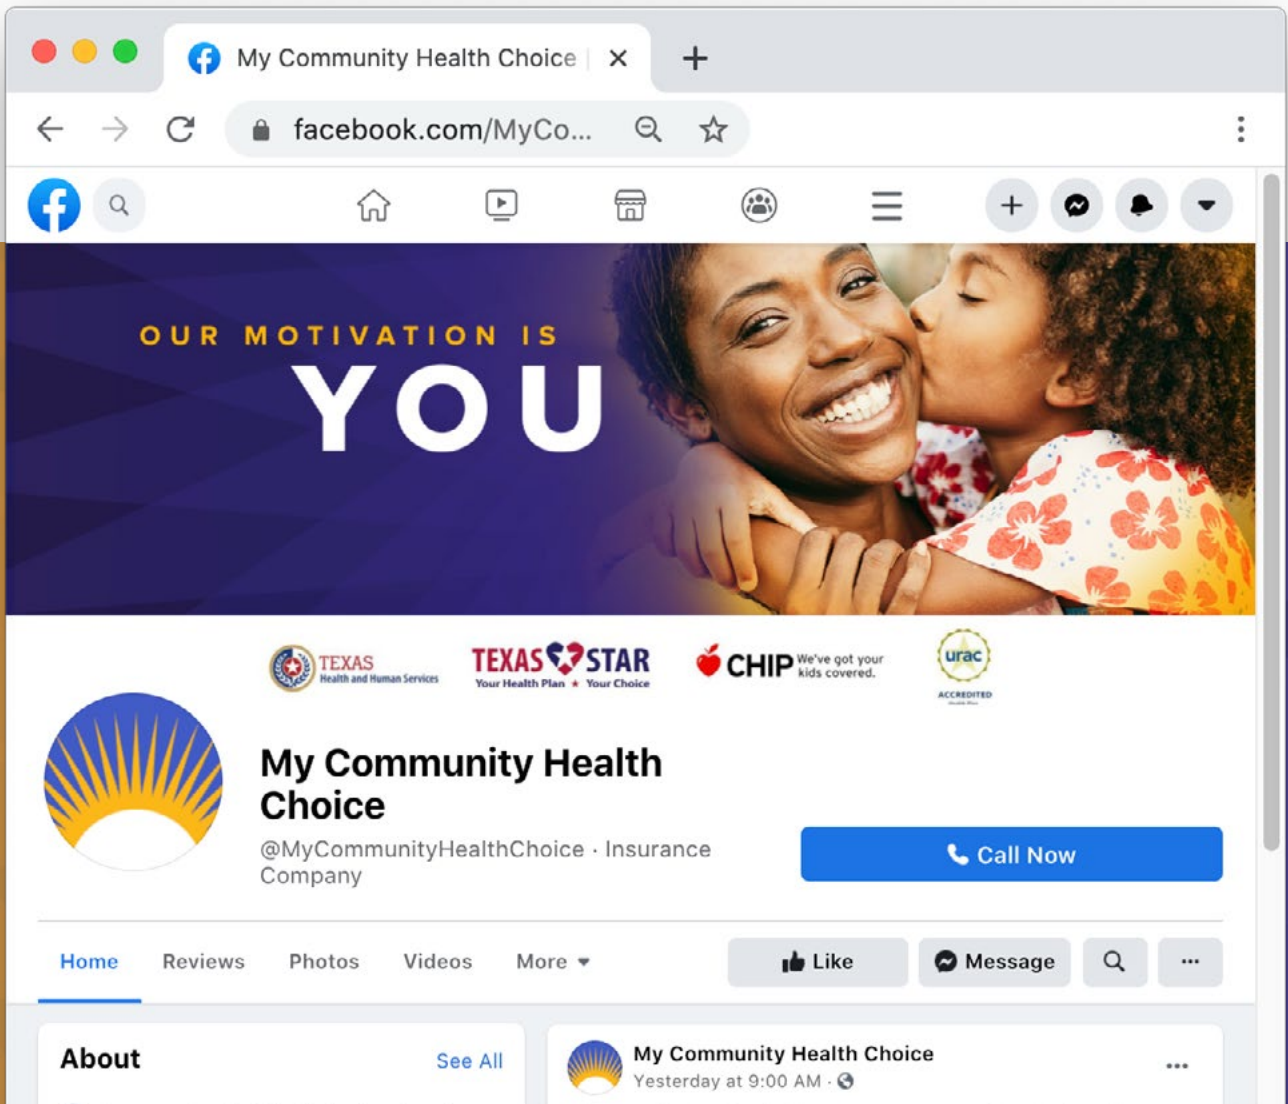 My Community Health Choice
facebook.com/MyCo...
OUR MOTIVATION IS
YOU
TEXAS
Health and Human Services
TEXAS STAR
Your Health Plan ★ Your Choice
CHIP We've got your
kids covered.
urac
ACCREDITED
Health Plan
My Community Health
Choice
@MyCommunityHealthChoice · Insurance
Company
Call Now
Home Reviews Photos Videos More
Like Message
About See All
My Community Health Choice
Yesterday at 9:00 AM ·